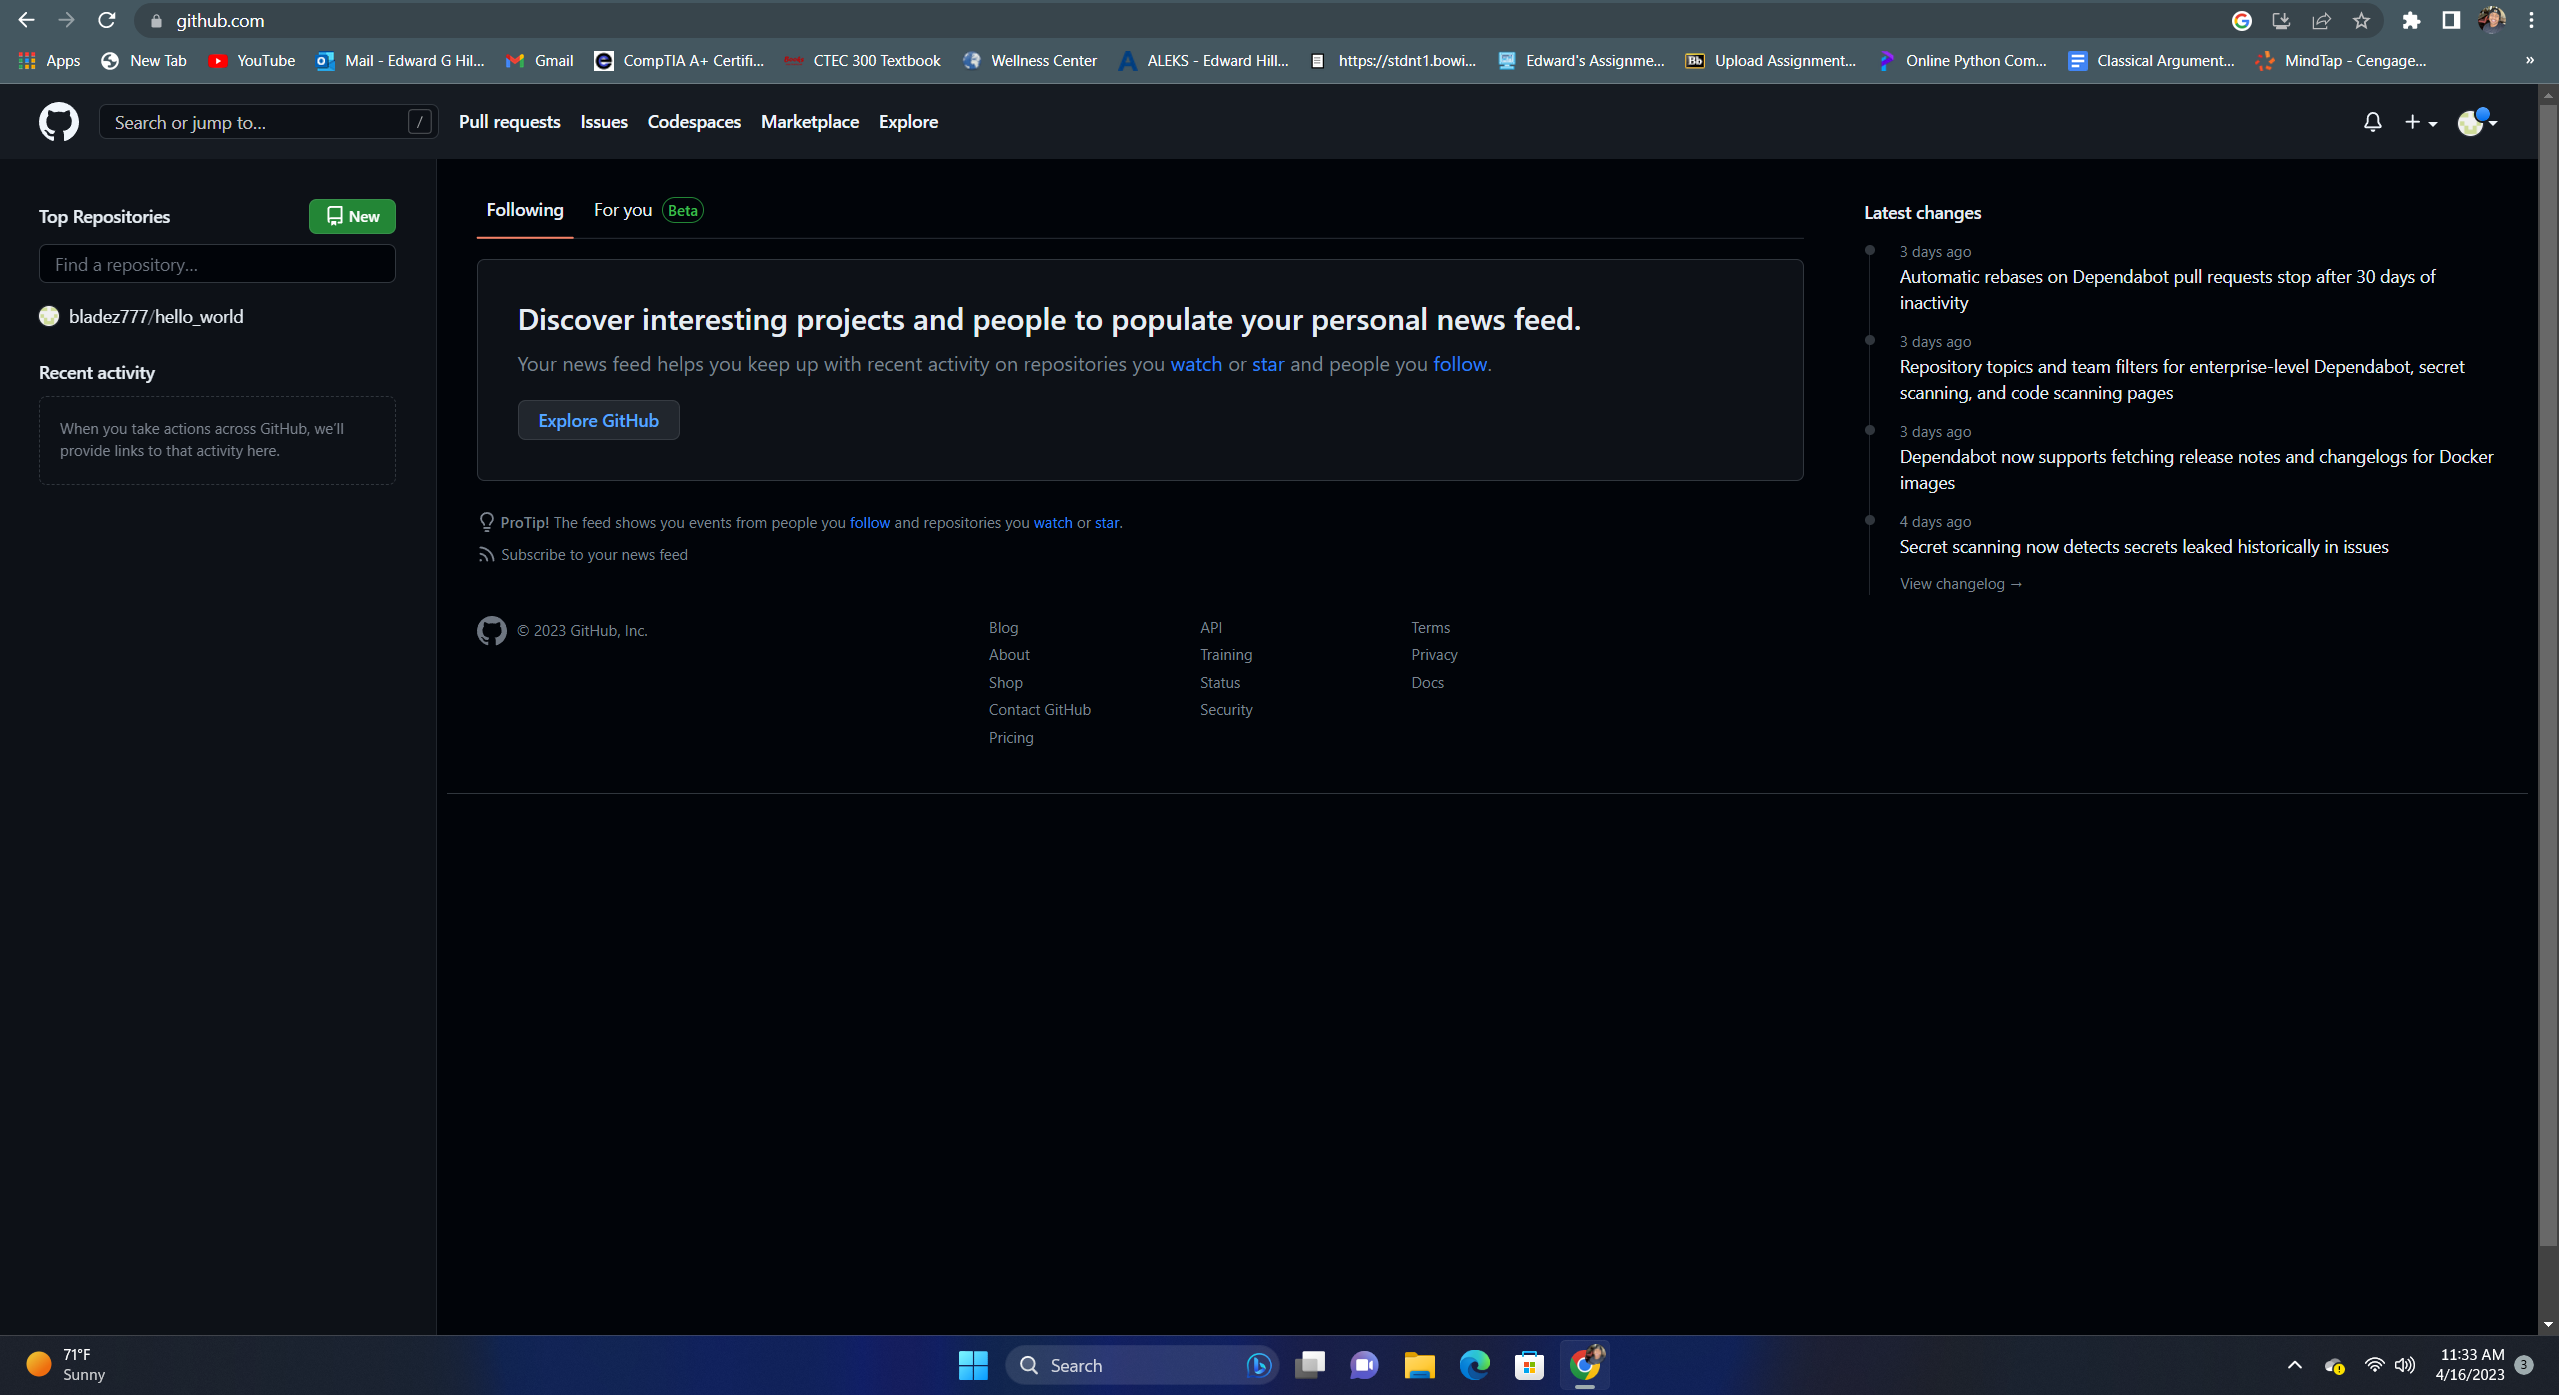 github.com
Apps
New Tab
YouTube
Mail - Edward G Hil...
Gmail
CompTIA A+ Certifi...
CTEC 300 Textbook
Wellness Center
ALEKS - Edward Hill...
https://stdnt1.bowi...
Edward's Assignme...
Bb
Upload Assignment...
Online Python Com...
Classical Argument...
MindTap - Cengage...
»
Search or jump to...
/
Pull requests
Issues
Codespaces
Marketplace
Explore
Top Repositories
New
Find a repository...
bladez777/hello_world
Recent activity
When you take actions across GitHub, we'll
provide links to that activity here.
Following
For you
Beta
Discover interesting projects and people to populate your personal news feed.
Your news feed helps you keep up with recent activity on repositories you watch or star and people you follow.
Explore GitHub
ProTip! The feed shows you events from people you follow and repositories you watch or star.
Subscribe to your news feed
© 2023 GitHub, Inc.
Blog
About
Shop
Contact GitHub
Pricing
API
Training
Status
Security
Terms
Privacy
Docs
Latest changes
3 days ago
Automatic rebases on Dependabot pull requests stop after 30 days of
inactivity
3 days ago
Repository topics and team filters for enterprise-level Dependabot, secret
scanning, and code scanning pages
3 days ago
Dependabot now supports fetching release notes and changelogs for Docker
images
4 days ago
Secret scanning now detects secrets leaked historically in issues
View changelog →
71°F
Sunny
Search
11:33 AM
4/16/2023
3